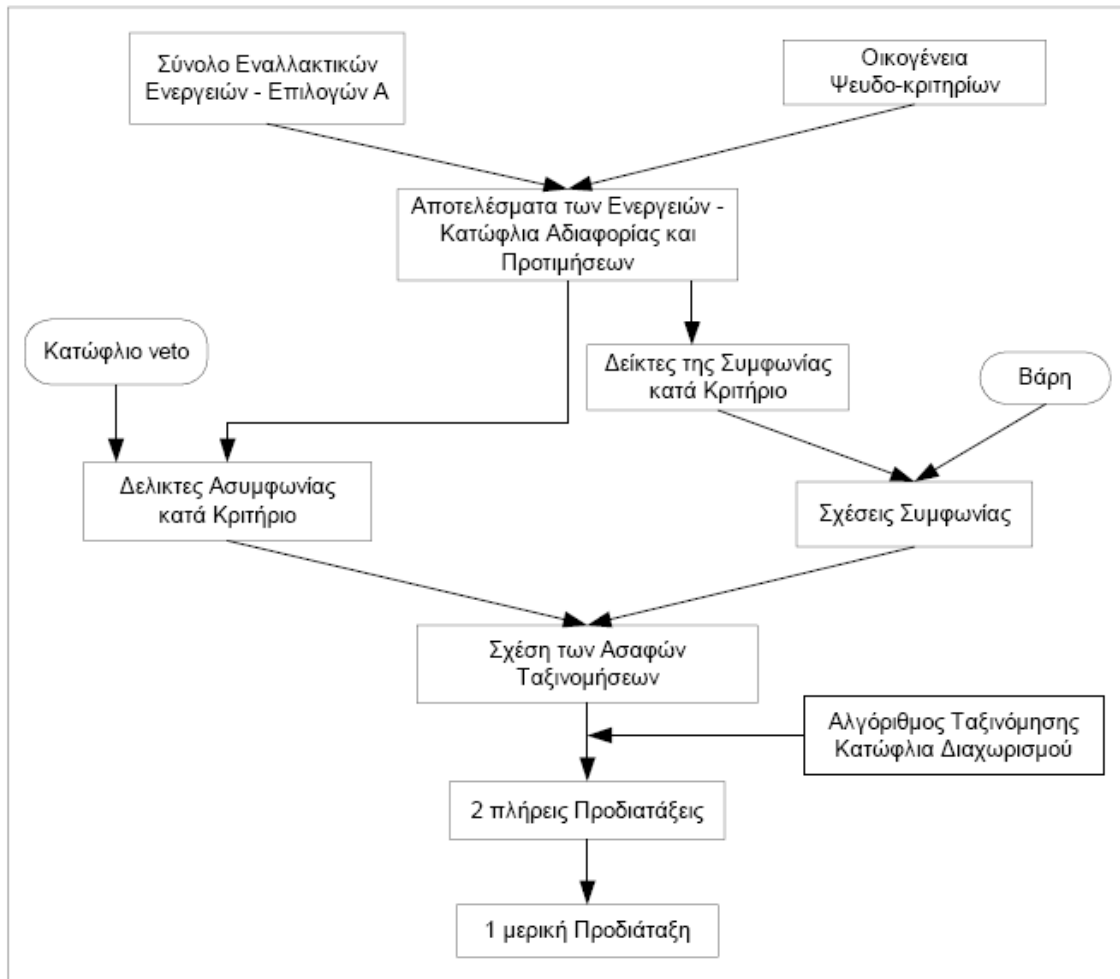 Σύνολο Εναλλακτικών
Ενεργειών - Επιλογών Α
Οικογένεια
Ψευδο-κριτηρίων
Αποτελέσματα των Ενεργειών -
Κατώφλια Αδιαφορίας και
Προτιμήσεων
Κατώφλιο veto
Δείκτες της Συμφωνίας
κατά Κριτήριο
Βάρη
Δελικτες Ασυμφωνίας
κατά Κριτήριο
Σχέσεις Συμφωνίας
Σχέση των Ασαφών
Ταξινομήσεων
Αλγόριθμος Ταξινόμησης
Κατώφλια Διαχωρισμού
2 πλήρεις Προδιατάξεις
1 μερική Προδιάταξη